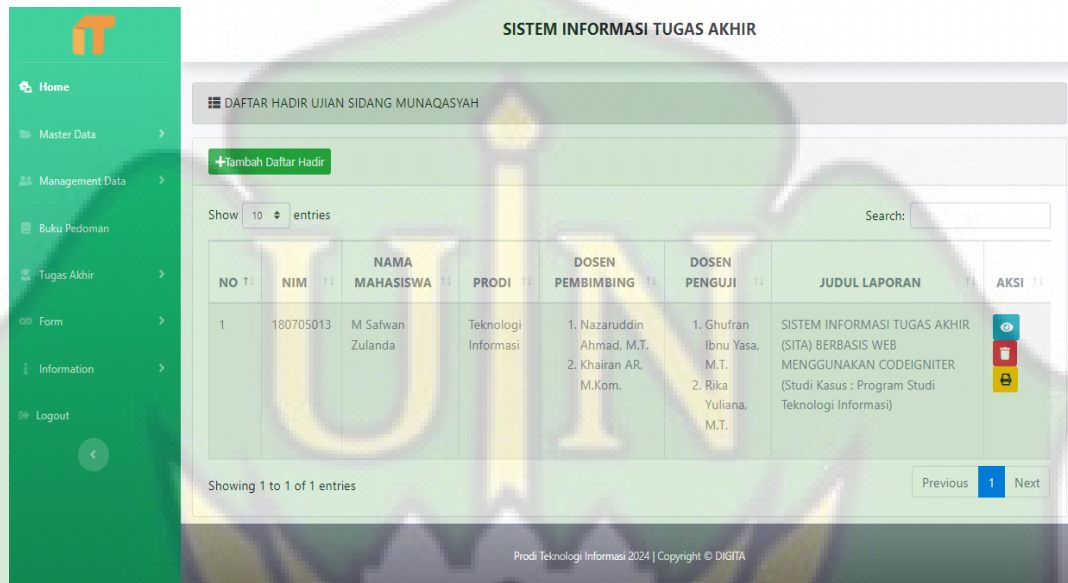 iT
SISTEM INFORMASI TUGAS AKHIR
Home
Master Data
Management Data
Buku Pedoman
Tugas Akhir
Form
Information
Logout
DAFTAR HADIR UJIAN SIDANG MUNAQASYAH
+Tambah Daftar Hadir
Show 10 entries
Search:
NO
NIM
NAMA
MAHASISWA
PRODI
DOSEN
PEMBIMBING
DOSEN
PENGUJI
JUDUL LAPORAN
AKSI
1
180705013
M Safwan
Zulanda
Teknologi
Informasi
1. Nazaruddin
Ahmad, M.T.
2. Khairan AR,
M.Kom.
1. Ghufran
Ibnu Yasa,
M.T.
2. Rika
Yuliana,
M.T.
SISTEM INFORMASI TUGAS AKHIR
(SITA) BERBASIS WEB
MENGGUNAKAN CODEIGNITER
(Studi Kasus : Program Studi
Teknologi Informasi)
Showing 1 to 1 of 1 entries
Previous 1 Next
Prodi Teknologi Informasi 2024 | Copyright © DIGITA
UIN